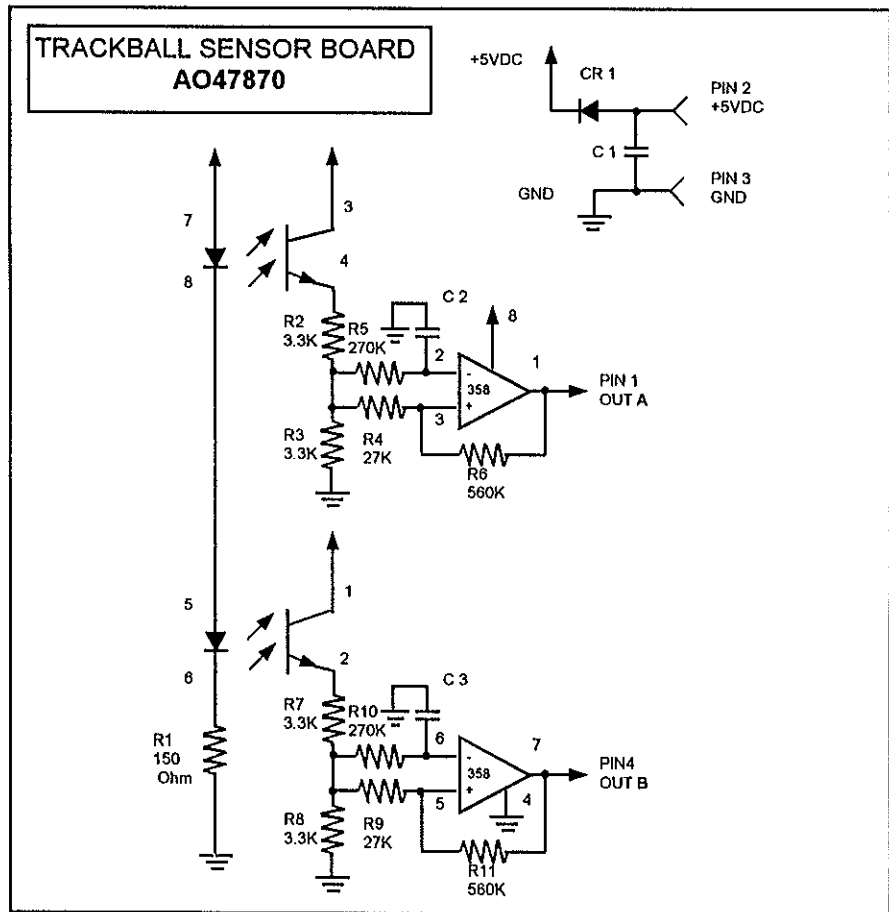 TRACKBALL SENSOR BOARD
AO47870
+5VDC
CR 1
PIN 2
+5VDC
C 1
PIN 3
GND
GND
7
8
3
4
R2
3.3K
R5
270K
C 2
2
8
1
358
-
+
PIN 1
OUT A
3
R3
3.3K
R4
27K
R6
560K
5
6
1
2
R7
3.3K
R10
270K
C 3
6
7
358
-
+
PIN4
OUT B
5
4
R1
150
Ohm
R8
3.3K
R9
27K
R11
560K